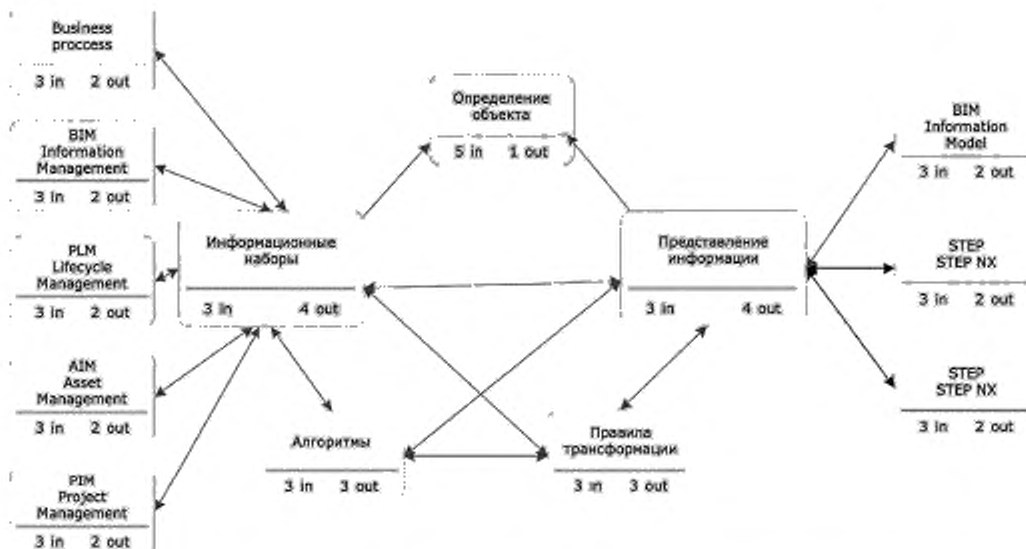 Business
proccess
3 in 2 out
BIM
Information
Management
3 in 2 out
PLM
Lifecycle
Management
3 in 2 out
AIM
Asset
Management
3 in 2 out
PIM
Project
Management
3 in 2 out
Информационные
наборы
3 in 4 out
Определение
объекта
5 in 1 out
Алгоритмы
3 in 3 out
Представление
информации
3 in 4 out
Правила
трансформации
3 in 3 out
BIM
Information
Model
3 in 2 out
STEP
STEP NX
3 in 2 out
STEP
STEP NX
3 in 2 out